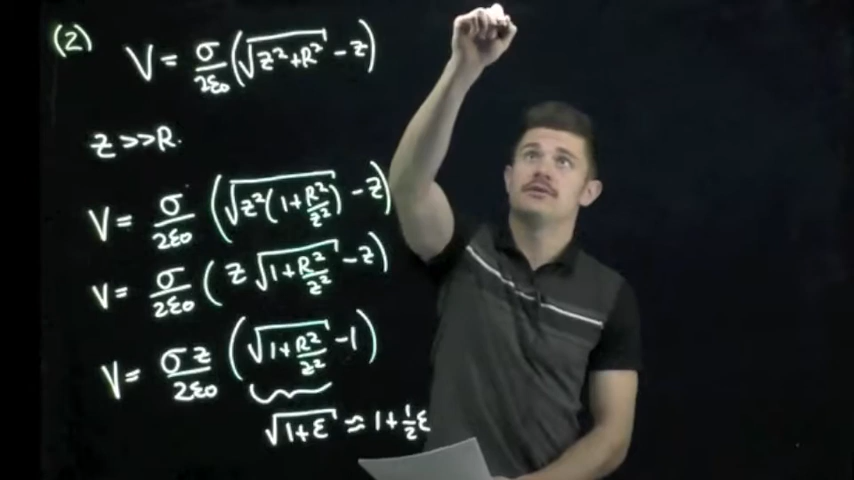 (2) V = σ/2ε0 (√(z²+R²) - z)
z >> R.
V = σ/2ε0 (√(z²(1+R²/z²)) - z)
V = σ/2ε0 (z √(1+R²/z²) - z)
V = σz/2ε0 (√(1+R²/z²) - 1)
√(1+ε) ≈ 1+½ε